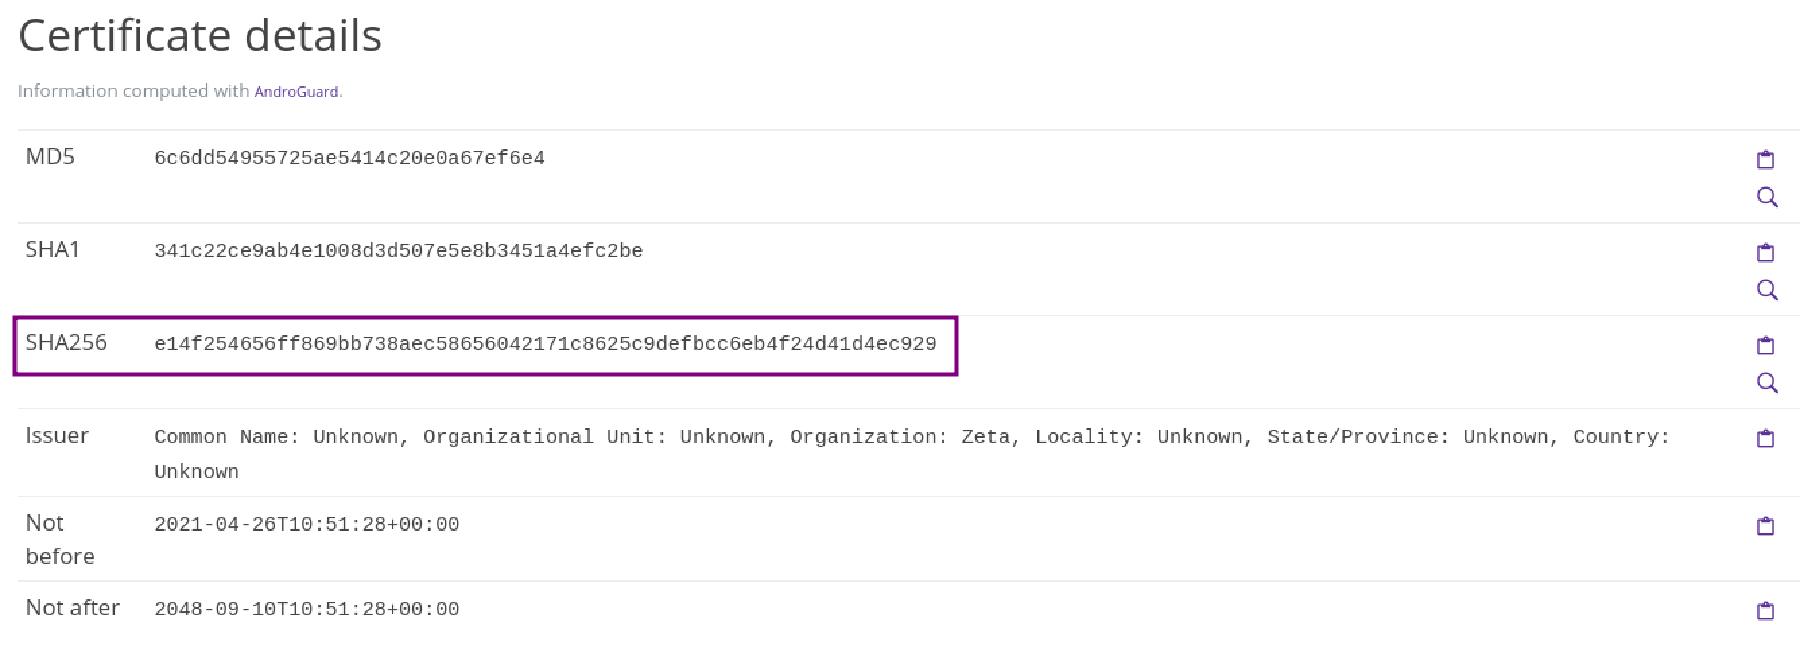 Certificate details
Information computed with AndroGuard.
MD5 6c6dd54955725ae5414c20e0a67ef6e4
SHA1 341c22ce9ab4e1008d3d507e5e8b3451a4efc2be
SHA256 e14f254656ff869bb738aec58656042171c8625c9defbcc6eb4f24d41d4ec929
Issuer Common Name: Unknown, Organizational Unit: Unknown, Organization: Zeta, Locality: Unknown, State/Province: Unknown, Country:
Unknown
Not 2021-04-26T10:51:28+00:00
before
Not after 2048-09-10T10:51:28+00:00